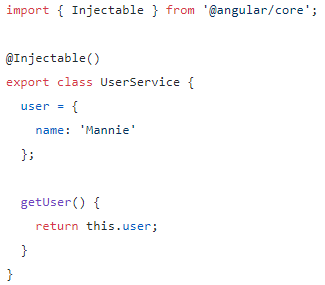 import { Injectable } from '@angular/core';

@Injectable()
export class UserService {
  user = {
    name: 'Mannie'
  };

  getUser() {
    return this.user;
  }
}